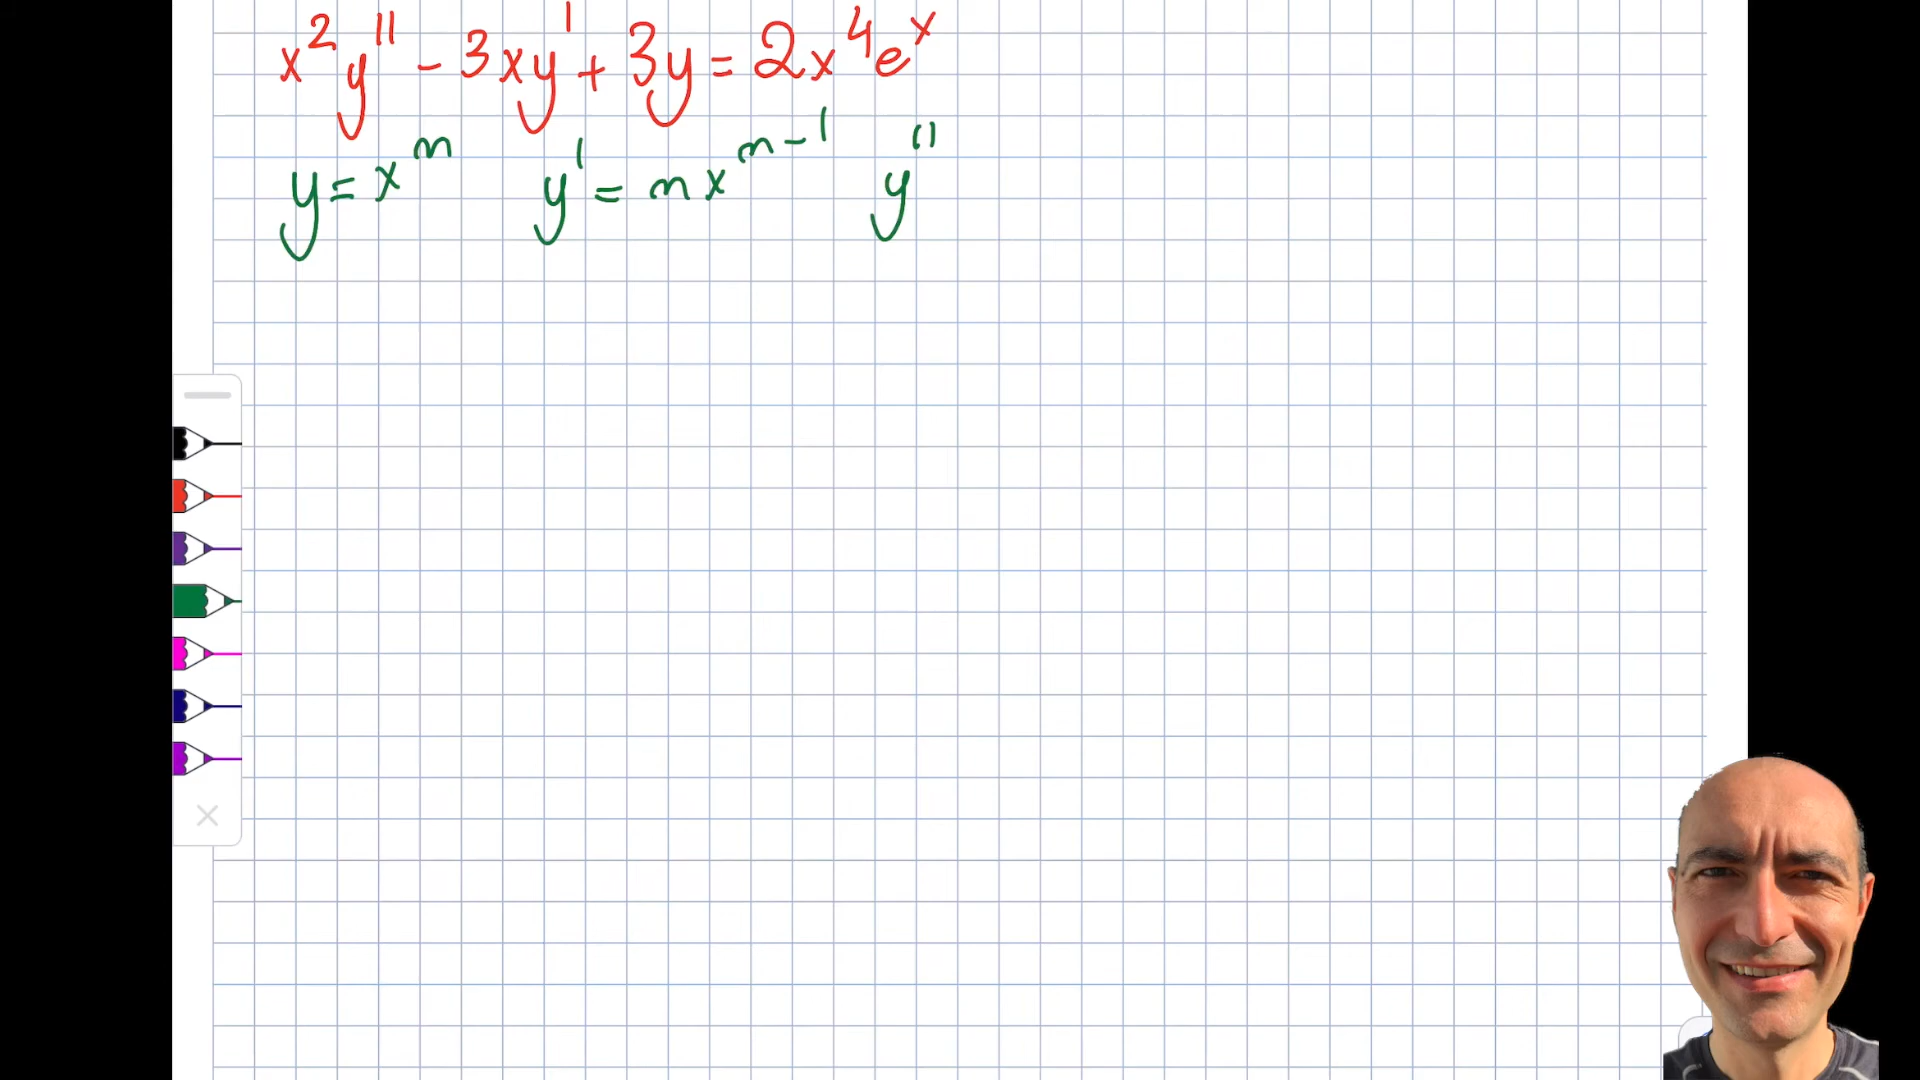 x²y'' - 3xy' + 3y = 2x⁴eˣ
y = xᵐ y' = mxᵐ⁻¹ y''